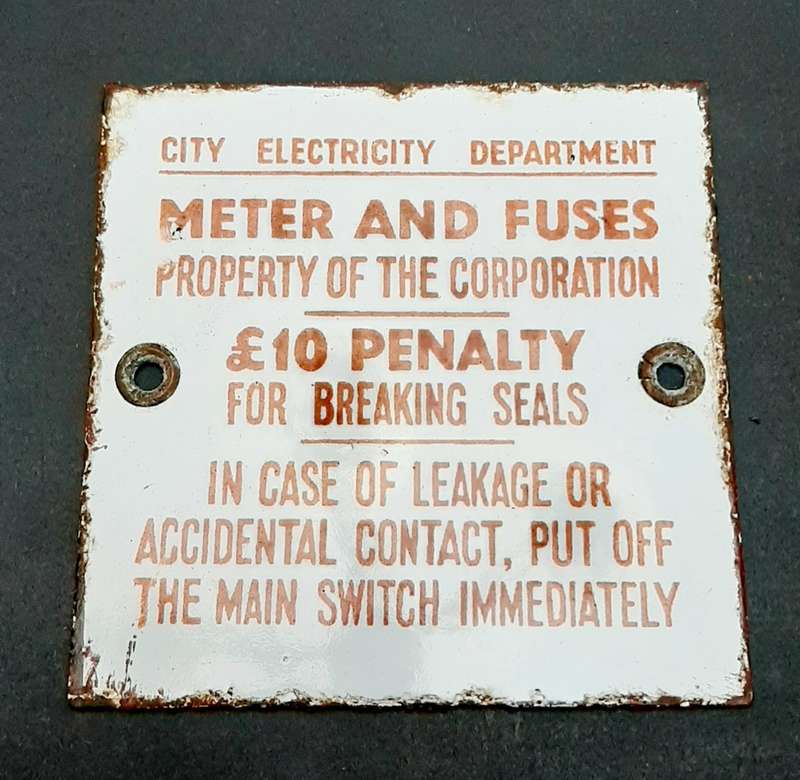 CITY ELECTRICITY DEPARTMENT
METER AND FUSES
PROPERTY OF THE CORPORATION
£10 PENALTY
FOR BREAKING SEALS
IN CASE OF LEAKAGE OR
ACCIDENTAL CONTACT, PUT OFF
THE MAIN SWITCH IMMEDIATELY